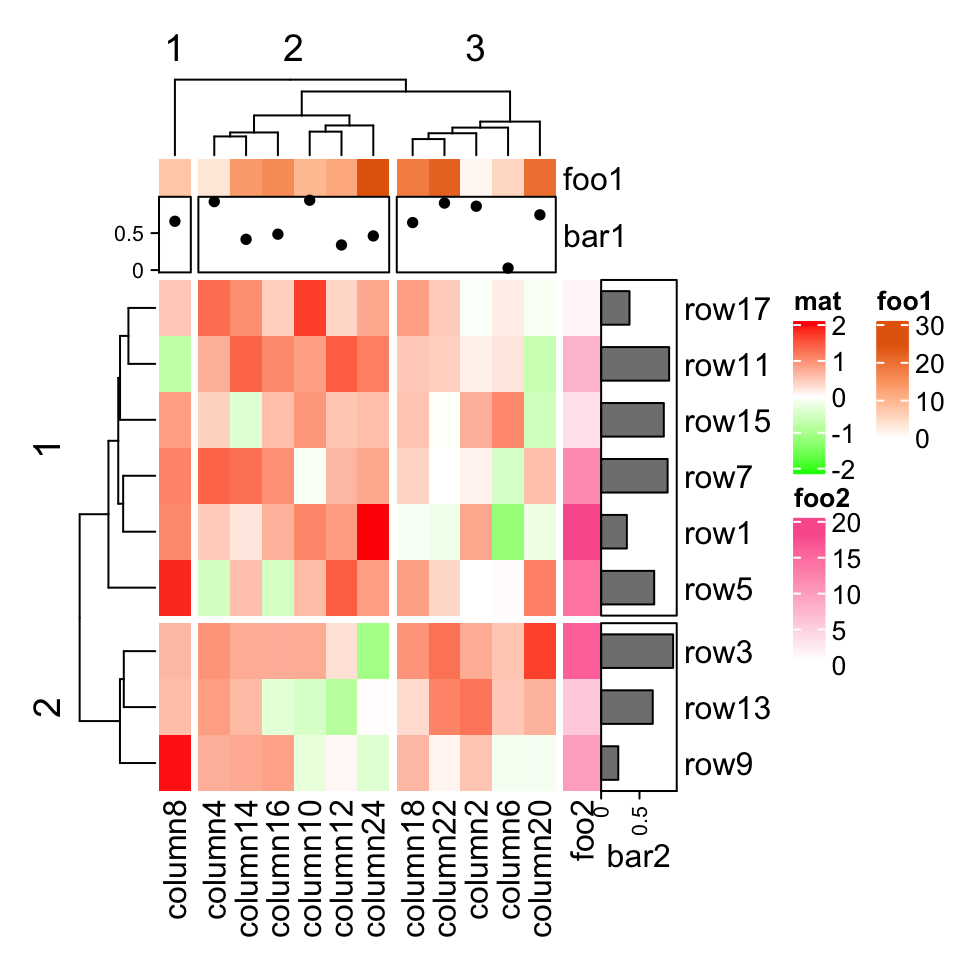 1 2 3
foo1
0.5
0
bar1
1
2
row17
row11
row15
row7
row1
row5
row3
row13
row9
column8
column4
column14
column16
column10
column12
column24
column18
column22
column2
column6
column20
foo2
0
0.5
bar2
mat
2
1
0
-1
-2
foo1
30
20
10
0
foo2
20
15
10
5
0